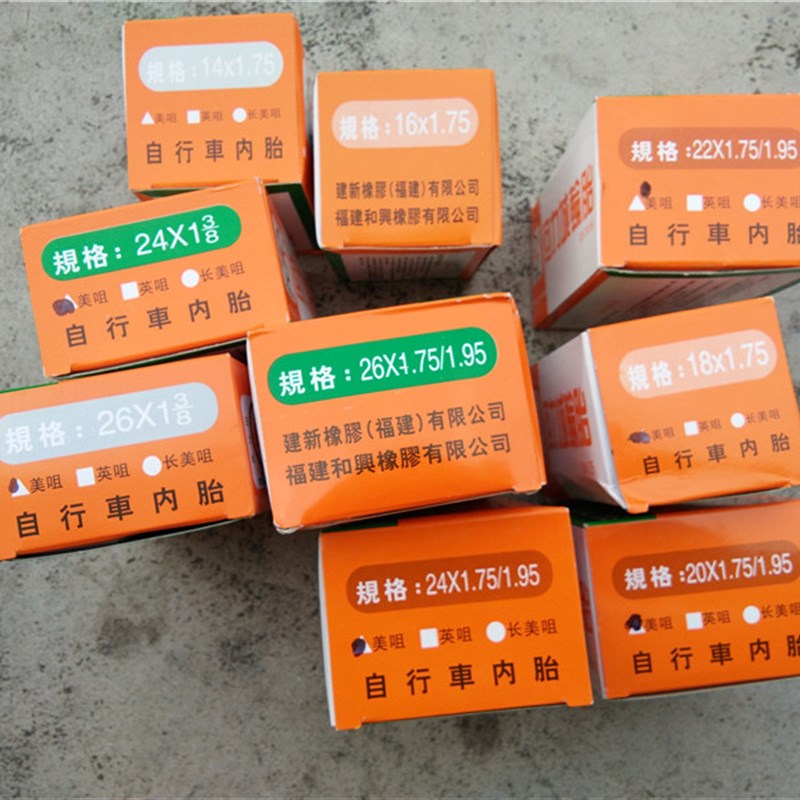 規格:14x1.75
美咀 英咀 长美咀
自行車内胎
規格:16x1.75
建新橡膠(福建)有限公司
福建和興橡膠有限公司
規格:22X1.75/1.95
美咀 英咀 长美咀
自行車内胎
規格:24X1 3/8
美咀 英咀 长美咀
自行車内胎
規格:26X1.75/1.95
建新橡膠(福建)有限公司
福建和興橡膠有限公司
規格:18x1.75
美咀 英咀 长美咀
自行車内胎
規格:26X1 3/8
美咀 英咀 长美咀
自行車内胎
規格:24X1.75/1.95
美咀 英咀 长美咀
自行車内胎
規格:20X1.75/1.95
美咀 英咀 长美咀
自行車内胎